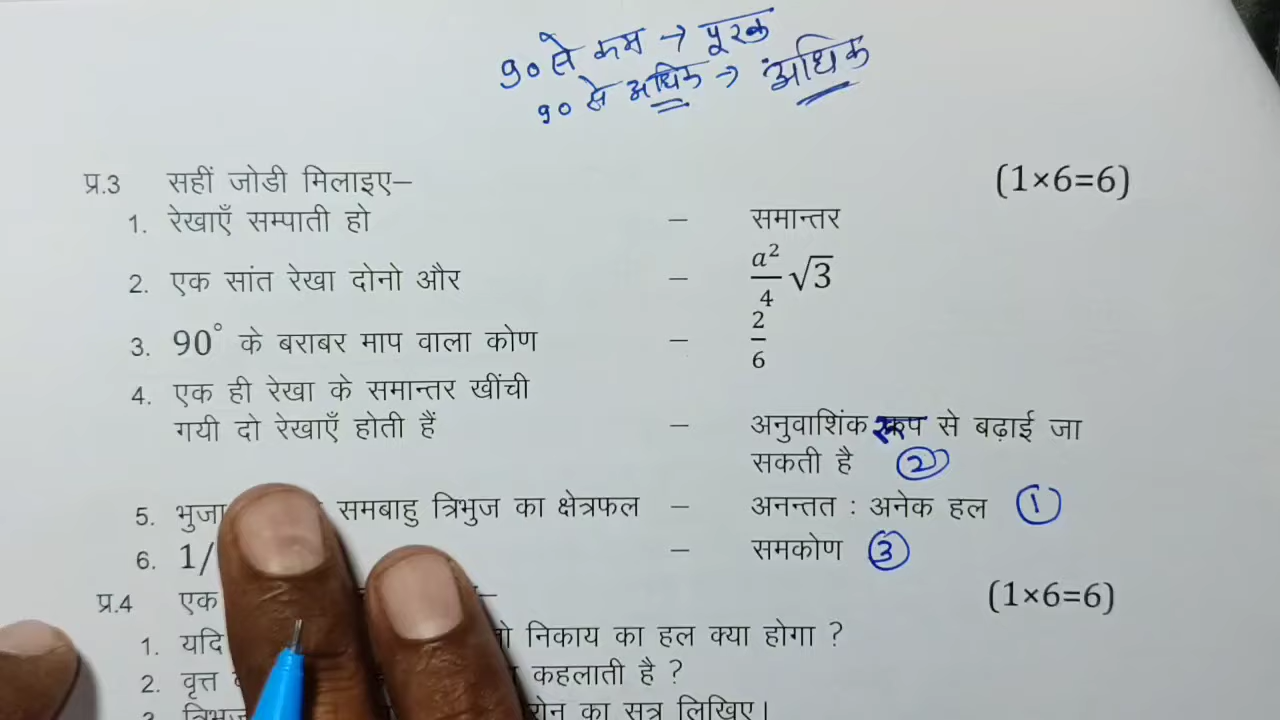 90 से कम → पूरक
90 से अधिक → अधिक
प्र.3 सहीं जोडी मिलाइए– (1×6=6)
1. रेखाएँ सम्पाती हो – समान्तर
2. एक सांत रेखा दोनो और – a²/4 √3
3. 90° के बराबर माप वाला कोण – 2/6
4. एक ही रेखा के समान्तर खींची
गयी दो रेखाएँ होती हैं – अनुवाशिंक रूप से बढ़ाई जा
सकती है ②
5. भुजा समबाहु त्रिभुज का क्षेत्रफल – अनन्तत : अनेक हल ①
6. 1/ – समकोण ③
प्र.4 एक (1×6=6)
1. यदि निकाय का हल क्या होगा ?
2. वृत्त कहलाती है ?
का सूत्र लिखिए।